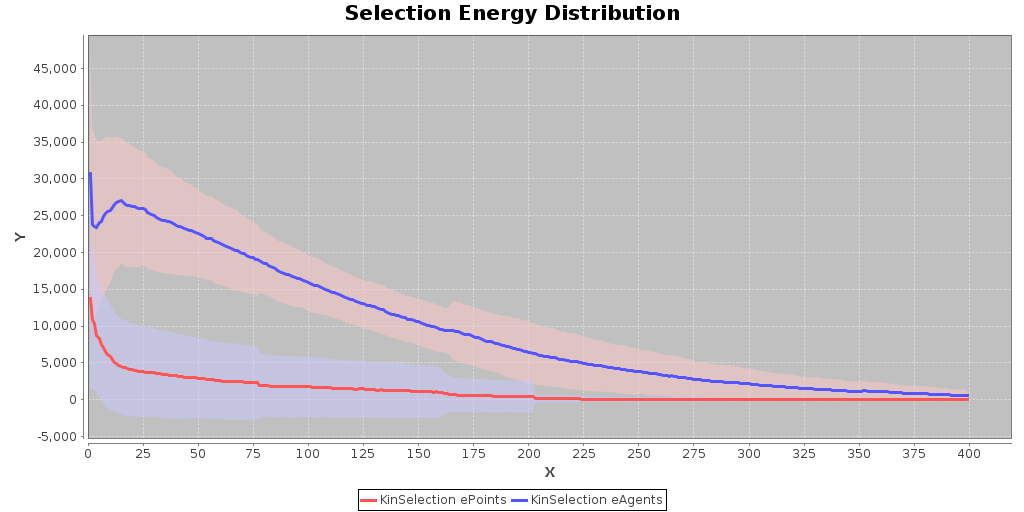 Selection Energy Distribution
Y
45,000
40,000
35,000
30,000
25,000
20,000
15,000
10,000
5,000
0
-5,000
0 25 50 75 100 125 150 175 200 225 250 275 300 325 350 375 400
X
KinSelection ePoints KinSelection eAgents